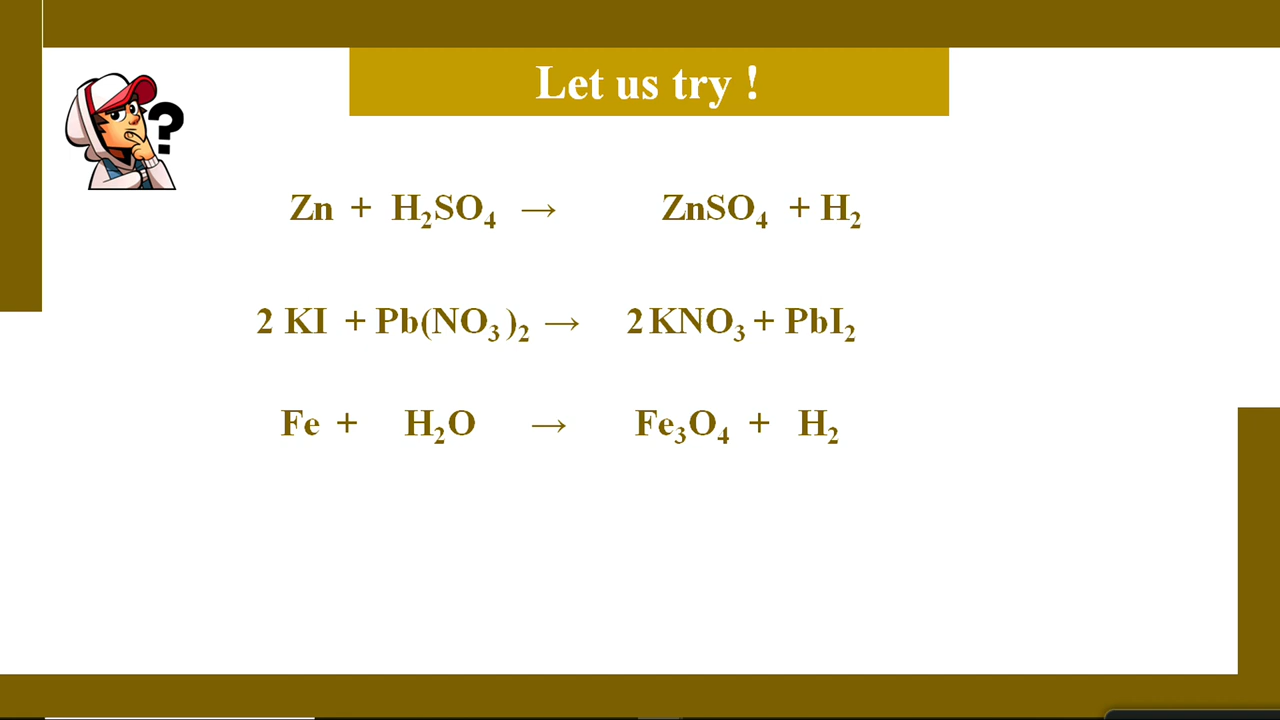 Let us try !
?
Zn + H₂SO₄ → ZnSO₄ + H₂
2 KI + Pb(NO₃)₂ → 2 KNO₃ + PbI₂
Fe + H₂O → Fe₃O₄ + H₂